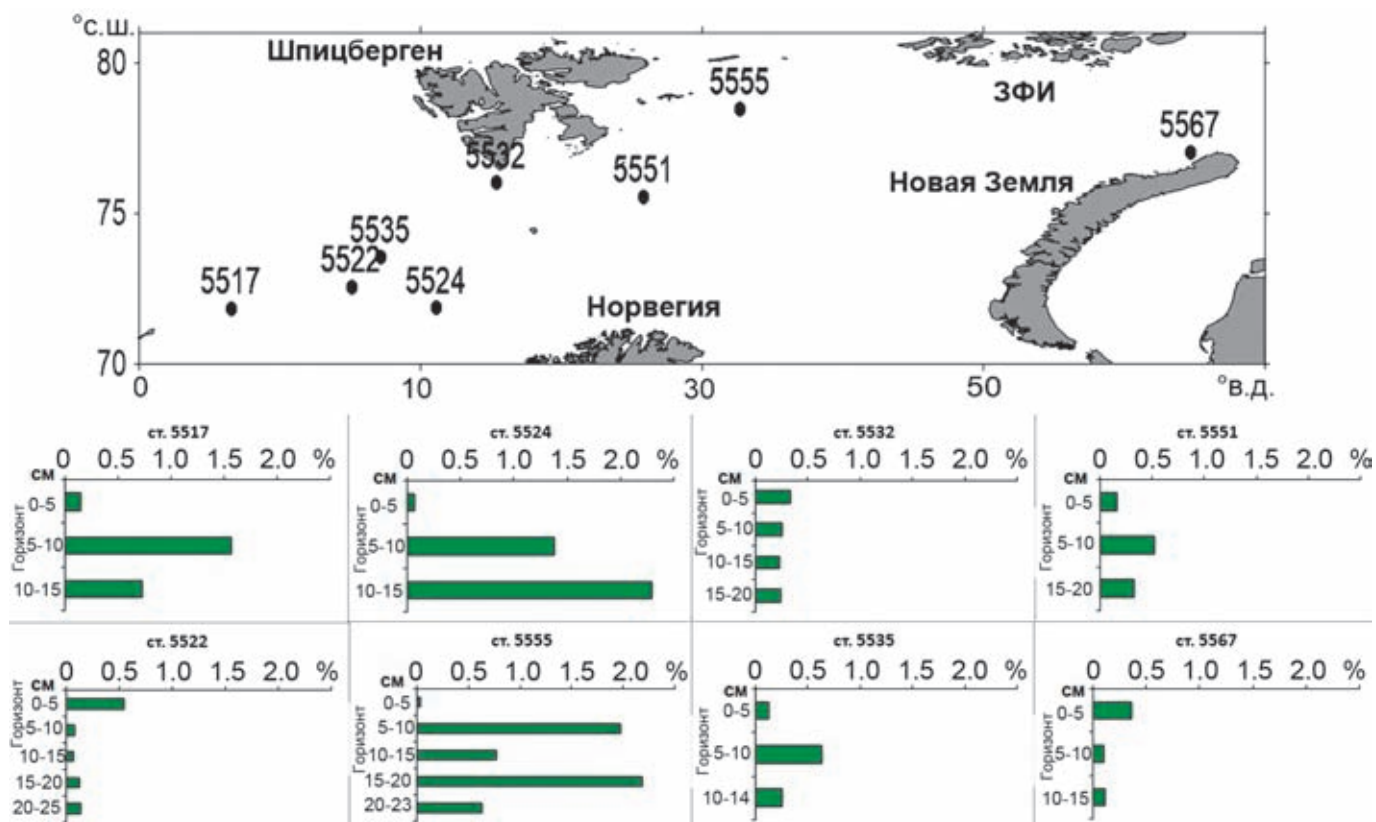 °с.ш.
80
75
70
0
10
30
50
°в.д.
Шпицберген
ЗФИ
Новая Земля
Норвегия
5555
5567
5532
5551
5535
5522
5517
5524
ст. 5517
0 0.5 1.0 1.5 2.0 %
см
Горизонт
0-5
5-10
10-15
ст. 5524
0 0.5 1.0 1.5 2.0 %
см
Горизонт
0-5
5-10
10-15
ст. 5532
0 0.5 1.0 1.5 2.0 %
см
Горизонт
0-5
5-10
10-15
15-20
ст. 5551
0 0.5 1.0 1.5 2.0 %
см
Горизонт
0-5
5-10
15-20
ст. 5522
0 0.5 1.0 1.5 2.0 %
см
Горизонт
0-5
5-10
10-15
15-20
20-25
ст. 5555
0 0.5 1.0 1.5 2.0 %
см
Горизонт
0-5
5-10
10-15
15-20
20-23
ст. 5535
0 0.5 1.0 1.5 2.0 %
см
Горизонт
0-5
5-10
10-14
ст. 5567
0 0.5 1.0 1.5 2.0 %
см
Горизонт
0-5
5-10
10-15